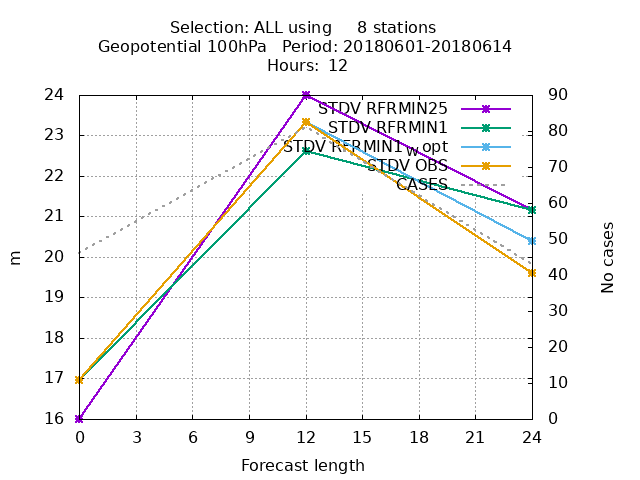 Selection: ALL using     8 stations
Geopotential 100hPa   Period: 20180601-20180614
Hours:  12
STDV RFRMIN25
STDV RFRMIN1
STDV RFRMIN1_wopt
STDV OBS
CASES
24
23
22
21
20
19
18
17
16
m
90
80
70
60
50
40
30
20
10
0
No cases
0 3 6 9 12 15 18 21 24
Forecast length